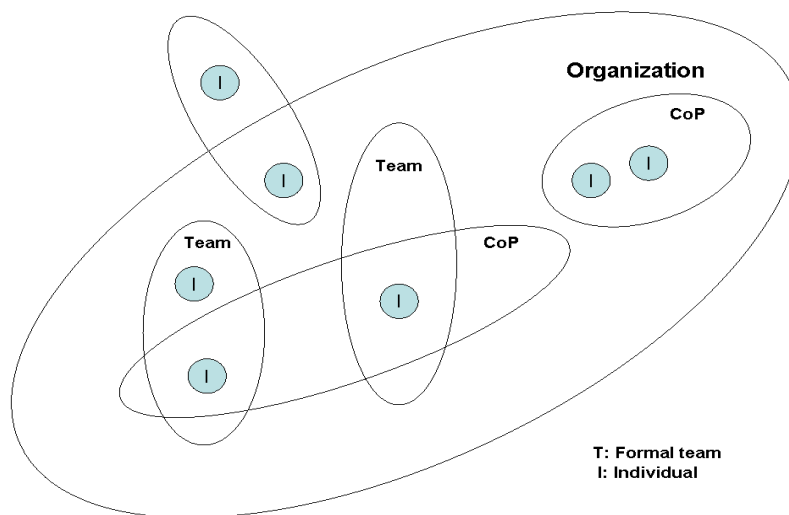 I
Organization
CoP
I
I
I
Team
Team
CoP
I
I
I
T: Formal team
I: Individual